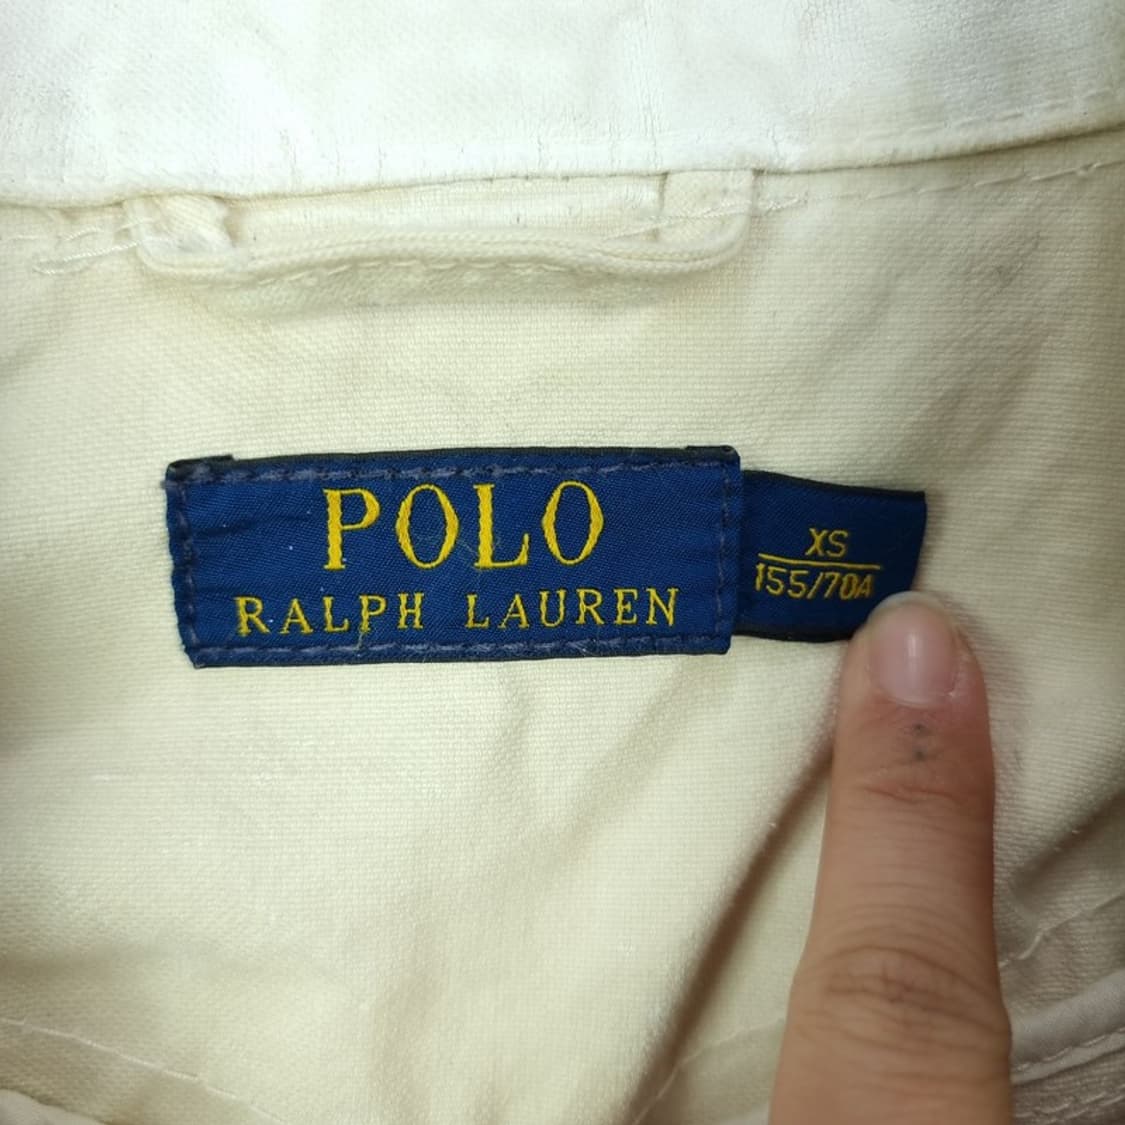 POLO
RALPH LAUREN
XS
155/70A